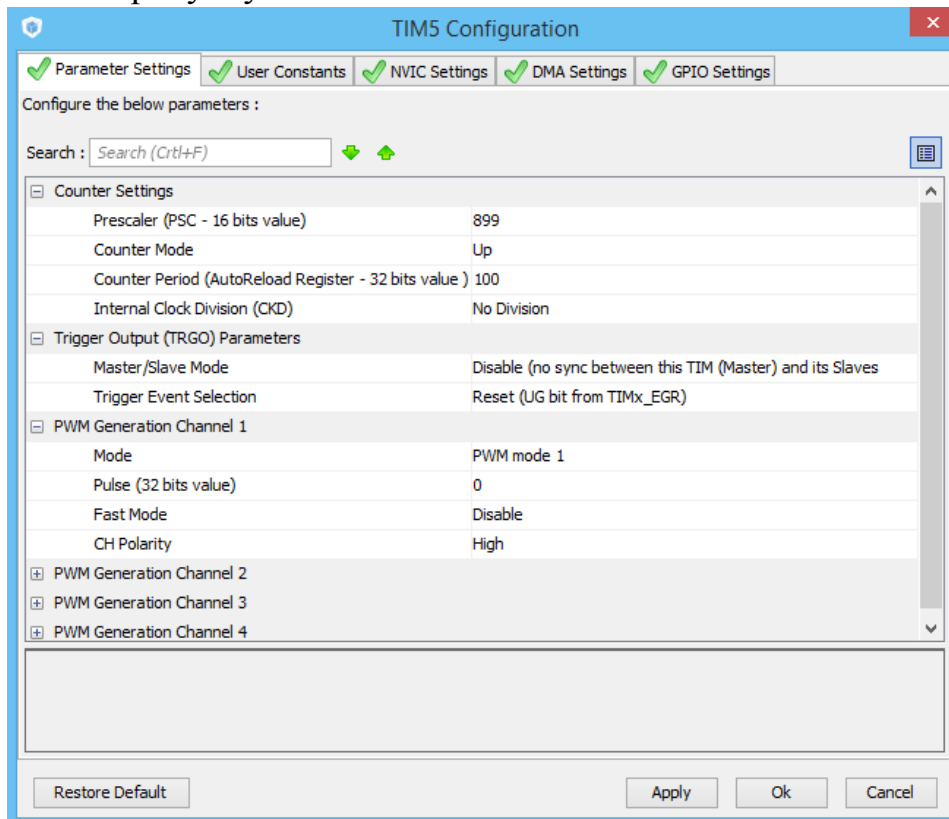 TIM5 Configuration
Parameter Settings User Constants NVIC Settings DMA Settings GPIO Settings
Configure the below parameters :
Search : Search (Crtl+F)
Counter Settings
Prescaler (PSC - 16 bits value) 899
Counter Mode Up
Counter Period (AutoReload Register - 32 bits value ) 100
Internal Clock Division (CKD) No Division
Trigger Output (TRGO) Parameters
Master/Slave Mode Disable (no sync between this TIM (Master) and its Slaves
Trigger Event Selection Reset (UG bit from TIMx_EGR)
PWM Generation Channel 1
Mode PWM mode 1
Pulse (32 bits value) 0
Fast Mode Disable
CH Polarity High
PWM Generation Channel 2
PWM Generation Channel 3
PWM Generation Channel 4
Restore Default Apply Ok Cancel